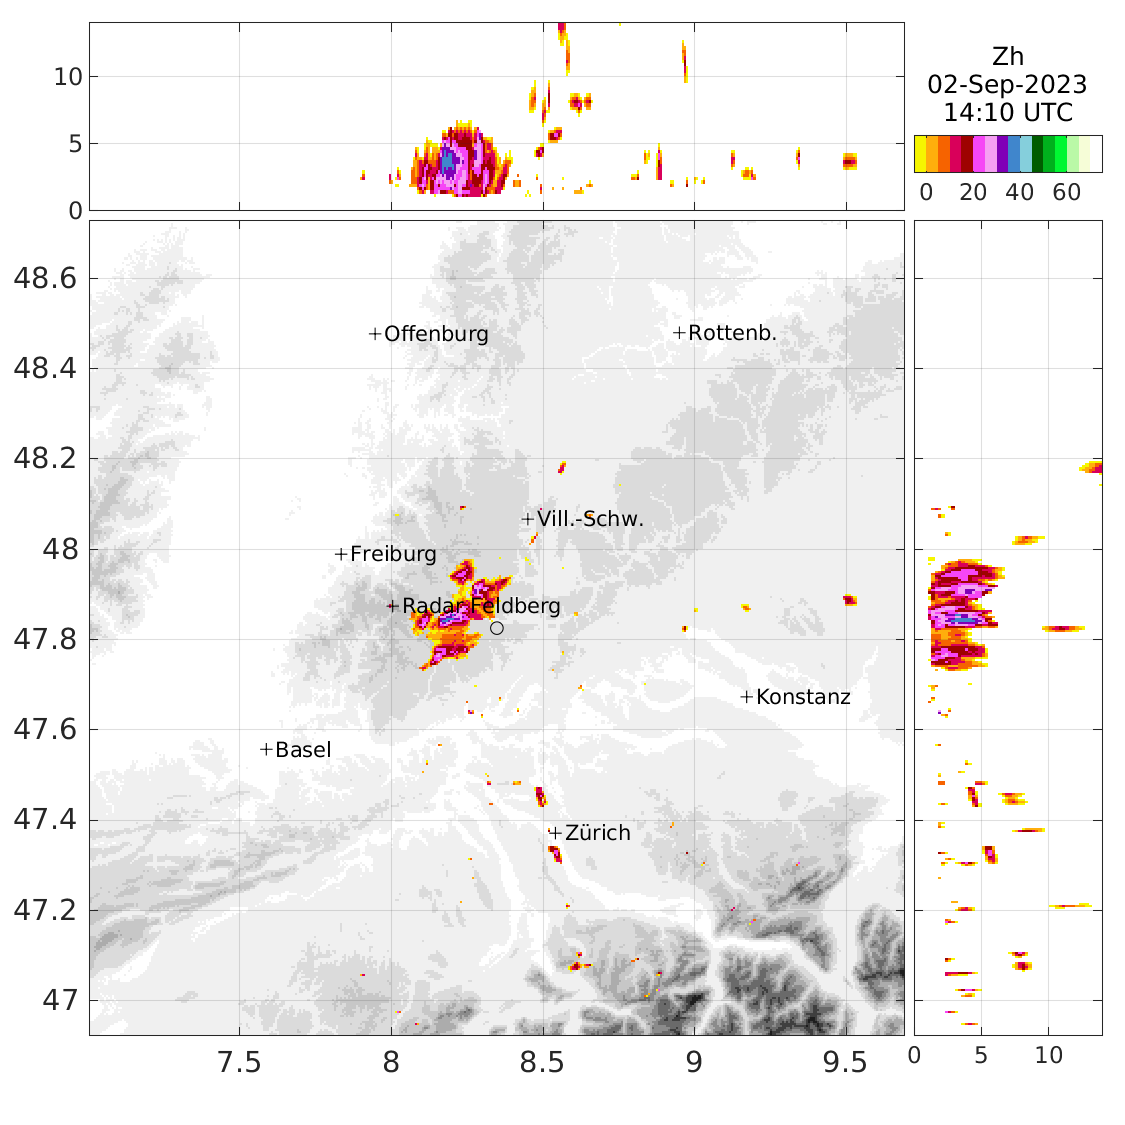 Zh
02-Sep-2023
14:10 UTC
10
5
0
0 20 40 60
48.6
48.4
48.2
48
47.8
47.6
47.4
47.2
47
+Offenburg
+Rottenb.
+Vill.-Schw.
+Freiburg
+Radar Feldberg
+Konstanz
+Basel
+Zürich
7.5 8 8.5 9 9.5
0 5 10